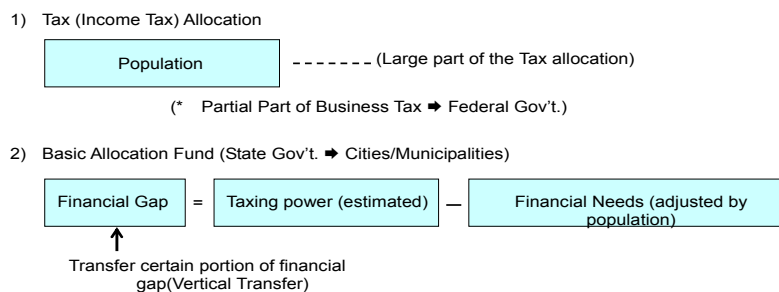 1) Tax (Income Tax) Allocation
Population
------ (Large part of the Tax allocation)
(* Partial Part of Business Tax ➡ Federal Gov't.)
2) Basic Allocation Fund (State Gov't. ➡ Cities/Municipalities)
Financial Gap = Taxing power (estimated) — Financial Needs (adjusted by
population)
Transfer certain portion of financial
gap(Vertical Transfer)